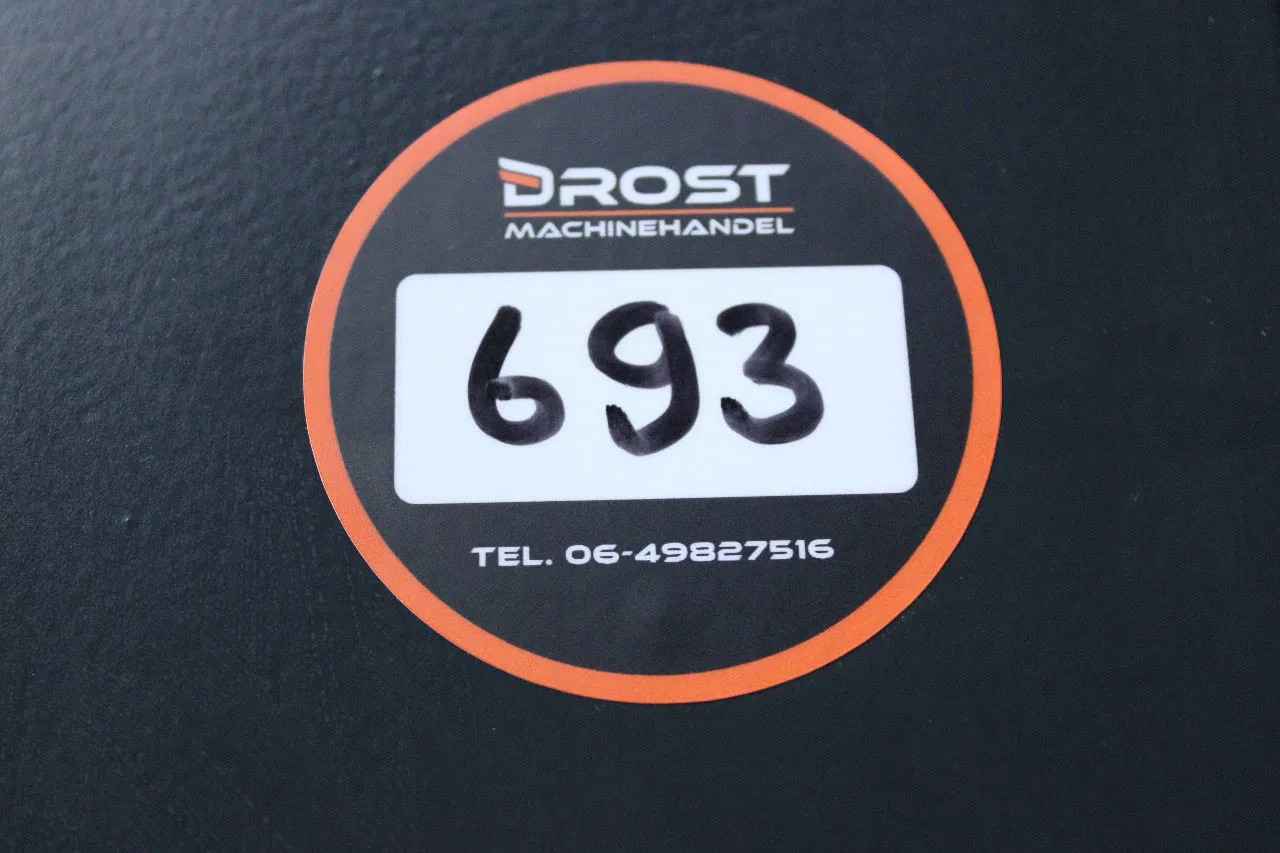 DROST
MACHINEHANDEL
693
TEL. 06-49827516